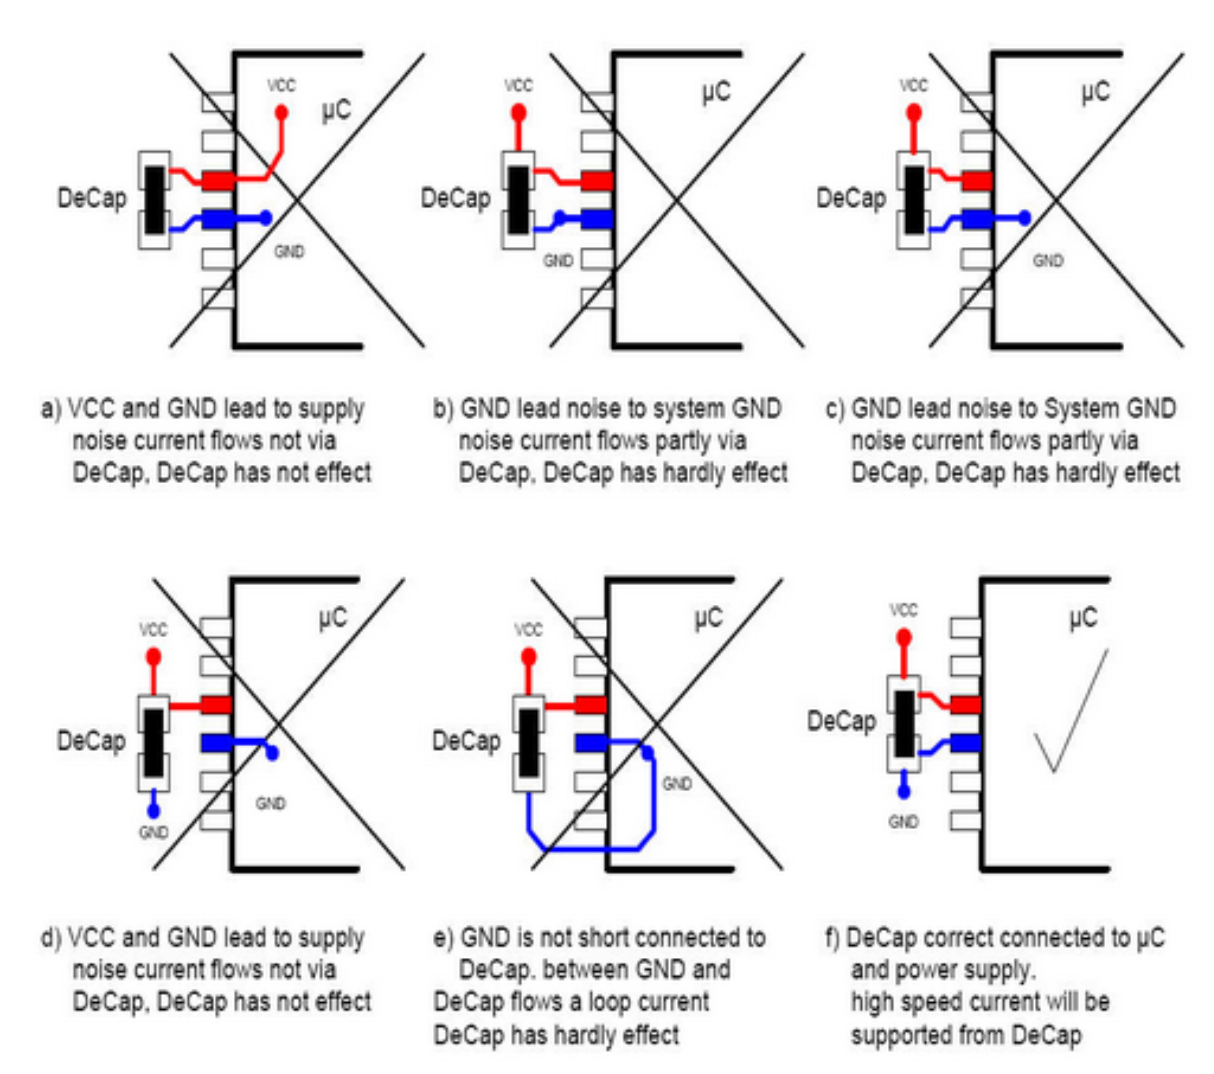 VCC
µC
DeCap
GND
VCC
µC
DeCap
GND
VCC
µC
DeCap
GND
a) VCC and GND lead to supply
noise current flows not via
DeCap, DeCap has not effect
b) GND lead noise to system GND
noise current flows partly via
DeCap, DeCap has hardly effect
c) GND lead noise to System GND
noise current flows partly via
DeCap, DeCap has hardly effect
VCC
µC
DeCap
GND
GND
VCC
µC
DeCap
GND
VCC
µC
DeCap
GND
d) VCC and GND lead to supply
noise current flows not via
DeCap, DeCap has not effect
e) GND is not short connected to
DeCap. between GND and
DeCap flows a loop current
DeCap has hardly effect
f) DeCap correct connected to µC
and power supply.
high speed current will be
supported from DeCap